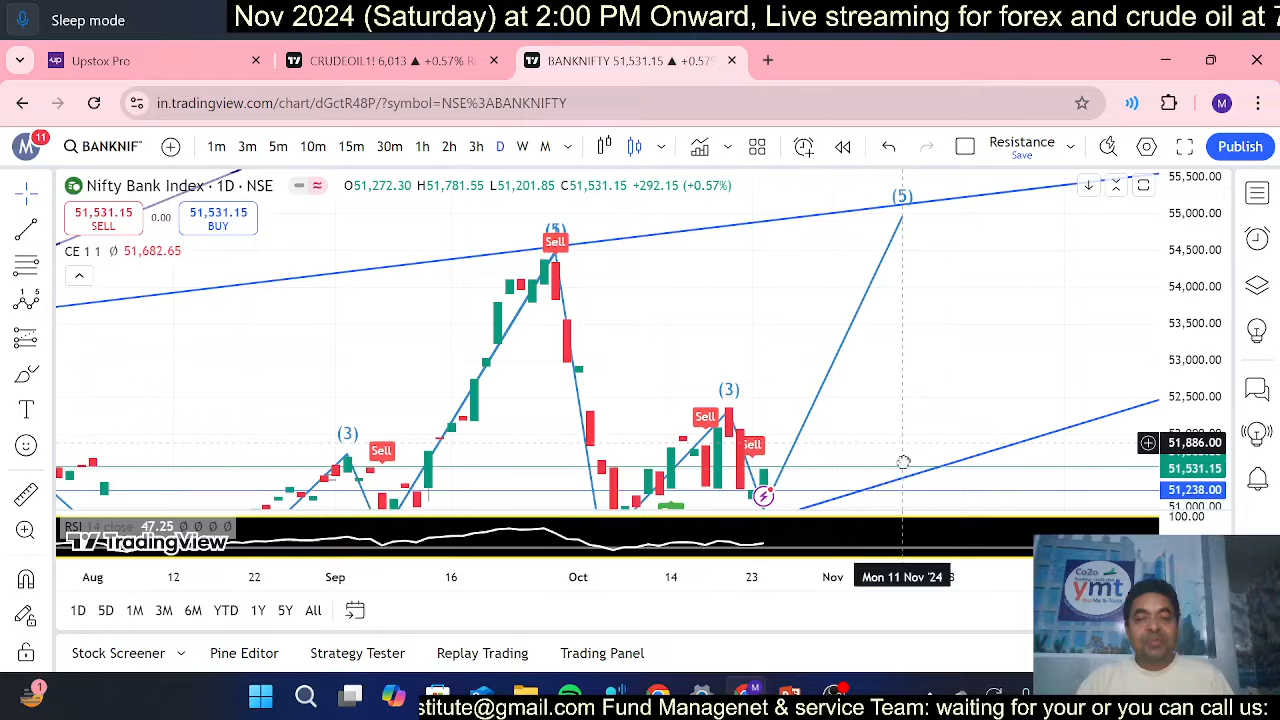 Sleep mode
Nov 2024 (Saturday) at 2:00 PM Onward, Live streaming for forex and crude oil at 7
Upstox Pro
CRUDEOIL1! 6,013 ▲ +0.57%
BANKNIFTY 51,531.15 ▲ +0.57%
in.tradingview.com/chart/dGctR48P/?symbol=NSE%3ABANKNIFTY
M
M 11
BANKNIF
1m 3m 5m 10m 15m 30m 1h 2h 3h D W M
Resistance
Save
Publish
Nifty Bank Index · 1D · NSE
O51,272.30 H51,781.55 L51,201.85 C51,531.15 +292.15 (+0.57%)
51,531.15
SELL
0.00
51,531.15
BUY
CE 1 1 Ø 51,682.65
55,500.00
55,000.00
54,500.00
54,000.00
53,500.00
53,000.00
52,500.00
51,886.00
51,531.15
51,238.00
51,000.00
100.00
(5)
Sell
(5)
(3)
Sell
(3)
Sell
Sell
RSI 14 close 47.25 Ø Ø Ø Ø
TradingView
Aug 12 22 Sep 16 Oct 14 23 Nov Mon 11 Nov '24
1D 5D 1M 3M 6M YTD 1Y 5Y All
Stock Screener Pine Editor Strategy Tester Replay Trading Trading Panel
ymt
1
stitute@gmail.com Fund Managenet & service Team: waiting for your or you can call us: